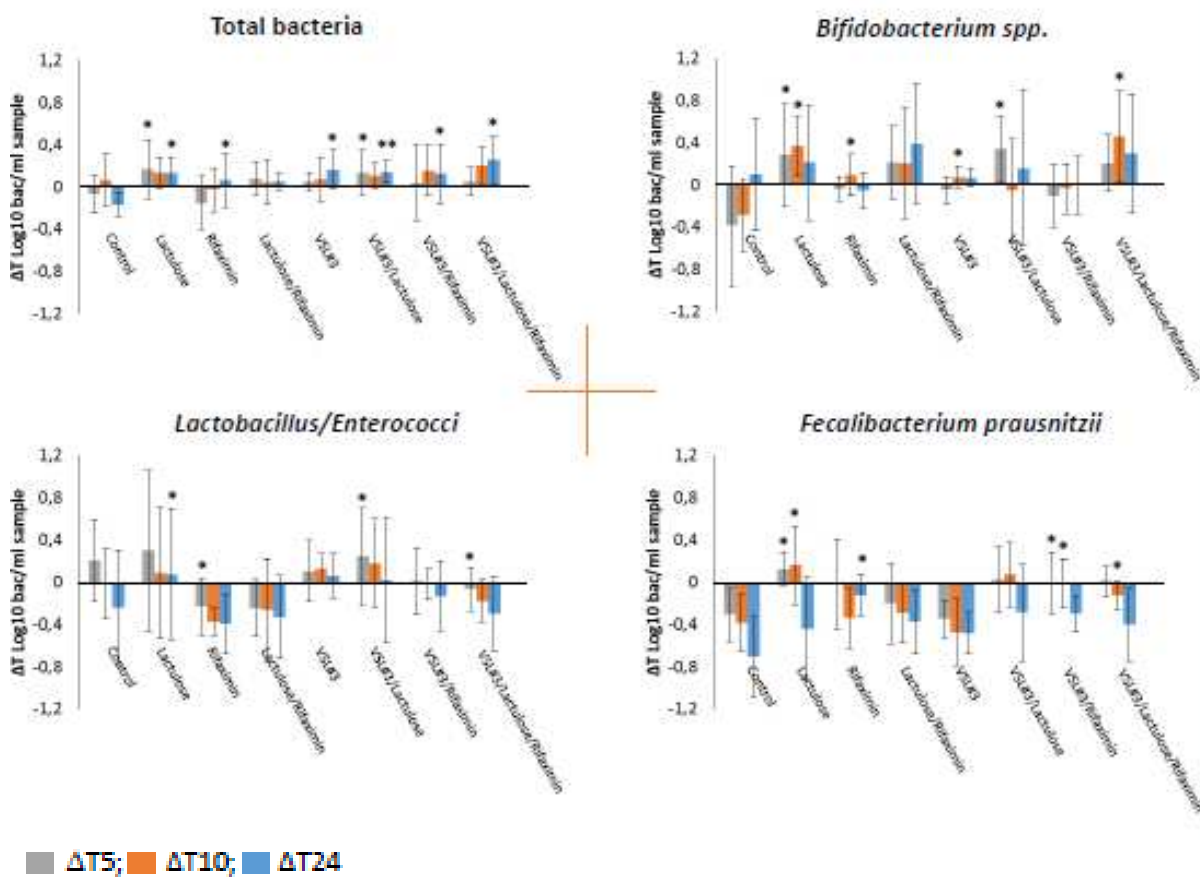 Total bacteria
1,2
0,8
0,4
0
-0,4
-0,8
-1,2
ΔT Log10 bac/ml sample
* * * * * ** * *
Control
Lactulose
Rifaximin
Lactulose/Rifaximin
VSL#3
VSL#3/Lactulose
VSL#3/Rifaximin
VSL#3/Lactulose/Rifaximin
Bifidobacterium spp.
1,2
0,8
0,4
0
-0,4
-0,8
-1,2
ΔT Log10 bac/ml sample
* * * * * *
Control
Lactulose
Rifaximin
Lactulose/Rifaximin
VSL#3
VSL#3/Lactulose
VSL#3/Rifaximin
VSL#3/Lactulose/Rifaximin
Lactobacillus/Enterococci
1,2
0,8
0,4
0
-0,4
-0,8
-1,2
ΔT Log10 bac/ml sample
* * * *
Control
Lactulose
Rifaximin
Lactulose/Rifaximin
VSL#3
VSL#3/Lactulose
VSL#3/Rifaximin
VSL#3/Lactulose/Rifaximin
Fecalibacterium prausnitzii
1,2
0,8
0,4
0
-0,4
-0,8
-1,2
ΔT Log10 bac/ml sample
* * * * * *
Control
Lactulose
Rifaximin
Lactulose/Rifaximin
VSL#3
VSL#3/Lactulose
VSL#3/Rifaximin
VSL#3/Lactulose/Rifaximin
ΔT5; ΔT10; ΔT24